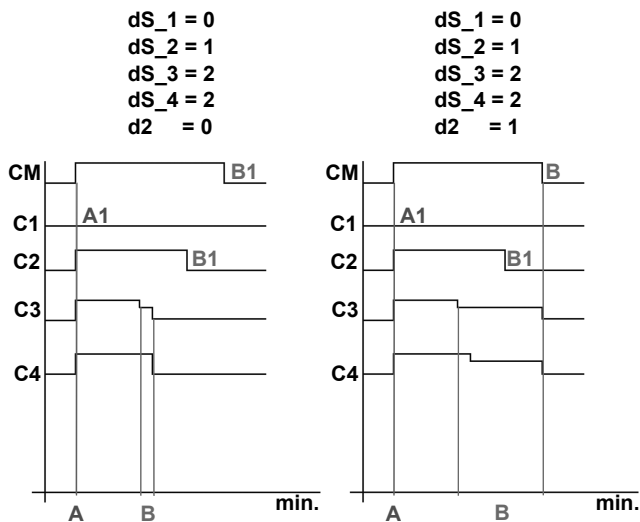 dS_1 = 0
dS_2 = 1
dS_3 = 2
dS_4 = 2
d2 = 0
CM
B1
C1
A1
C2
B1
C3
C4
min.
A
B
dS_1 = 0
dS_2 = 1
dS_3 = 2
dS_4 = 2
d2 = 1
CM
B
C1
A1
C2
B1
C3
C4
min.
A
B